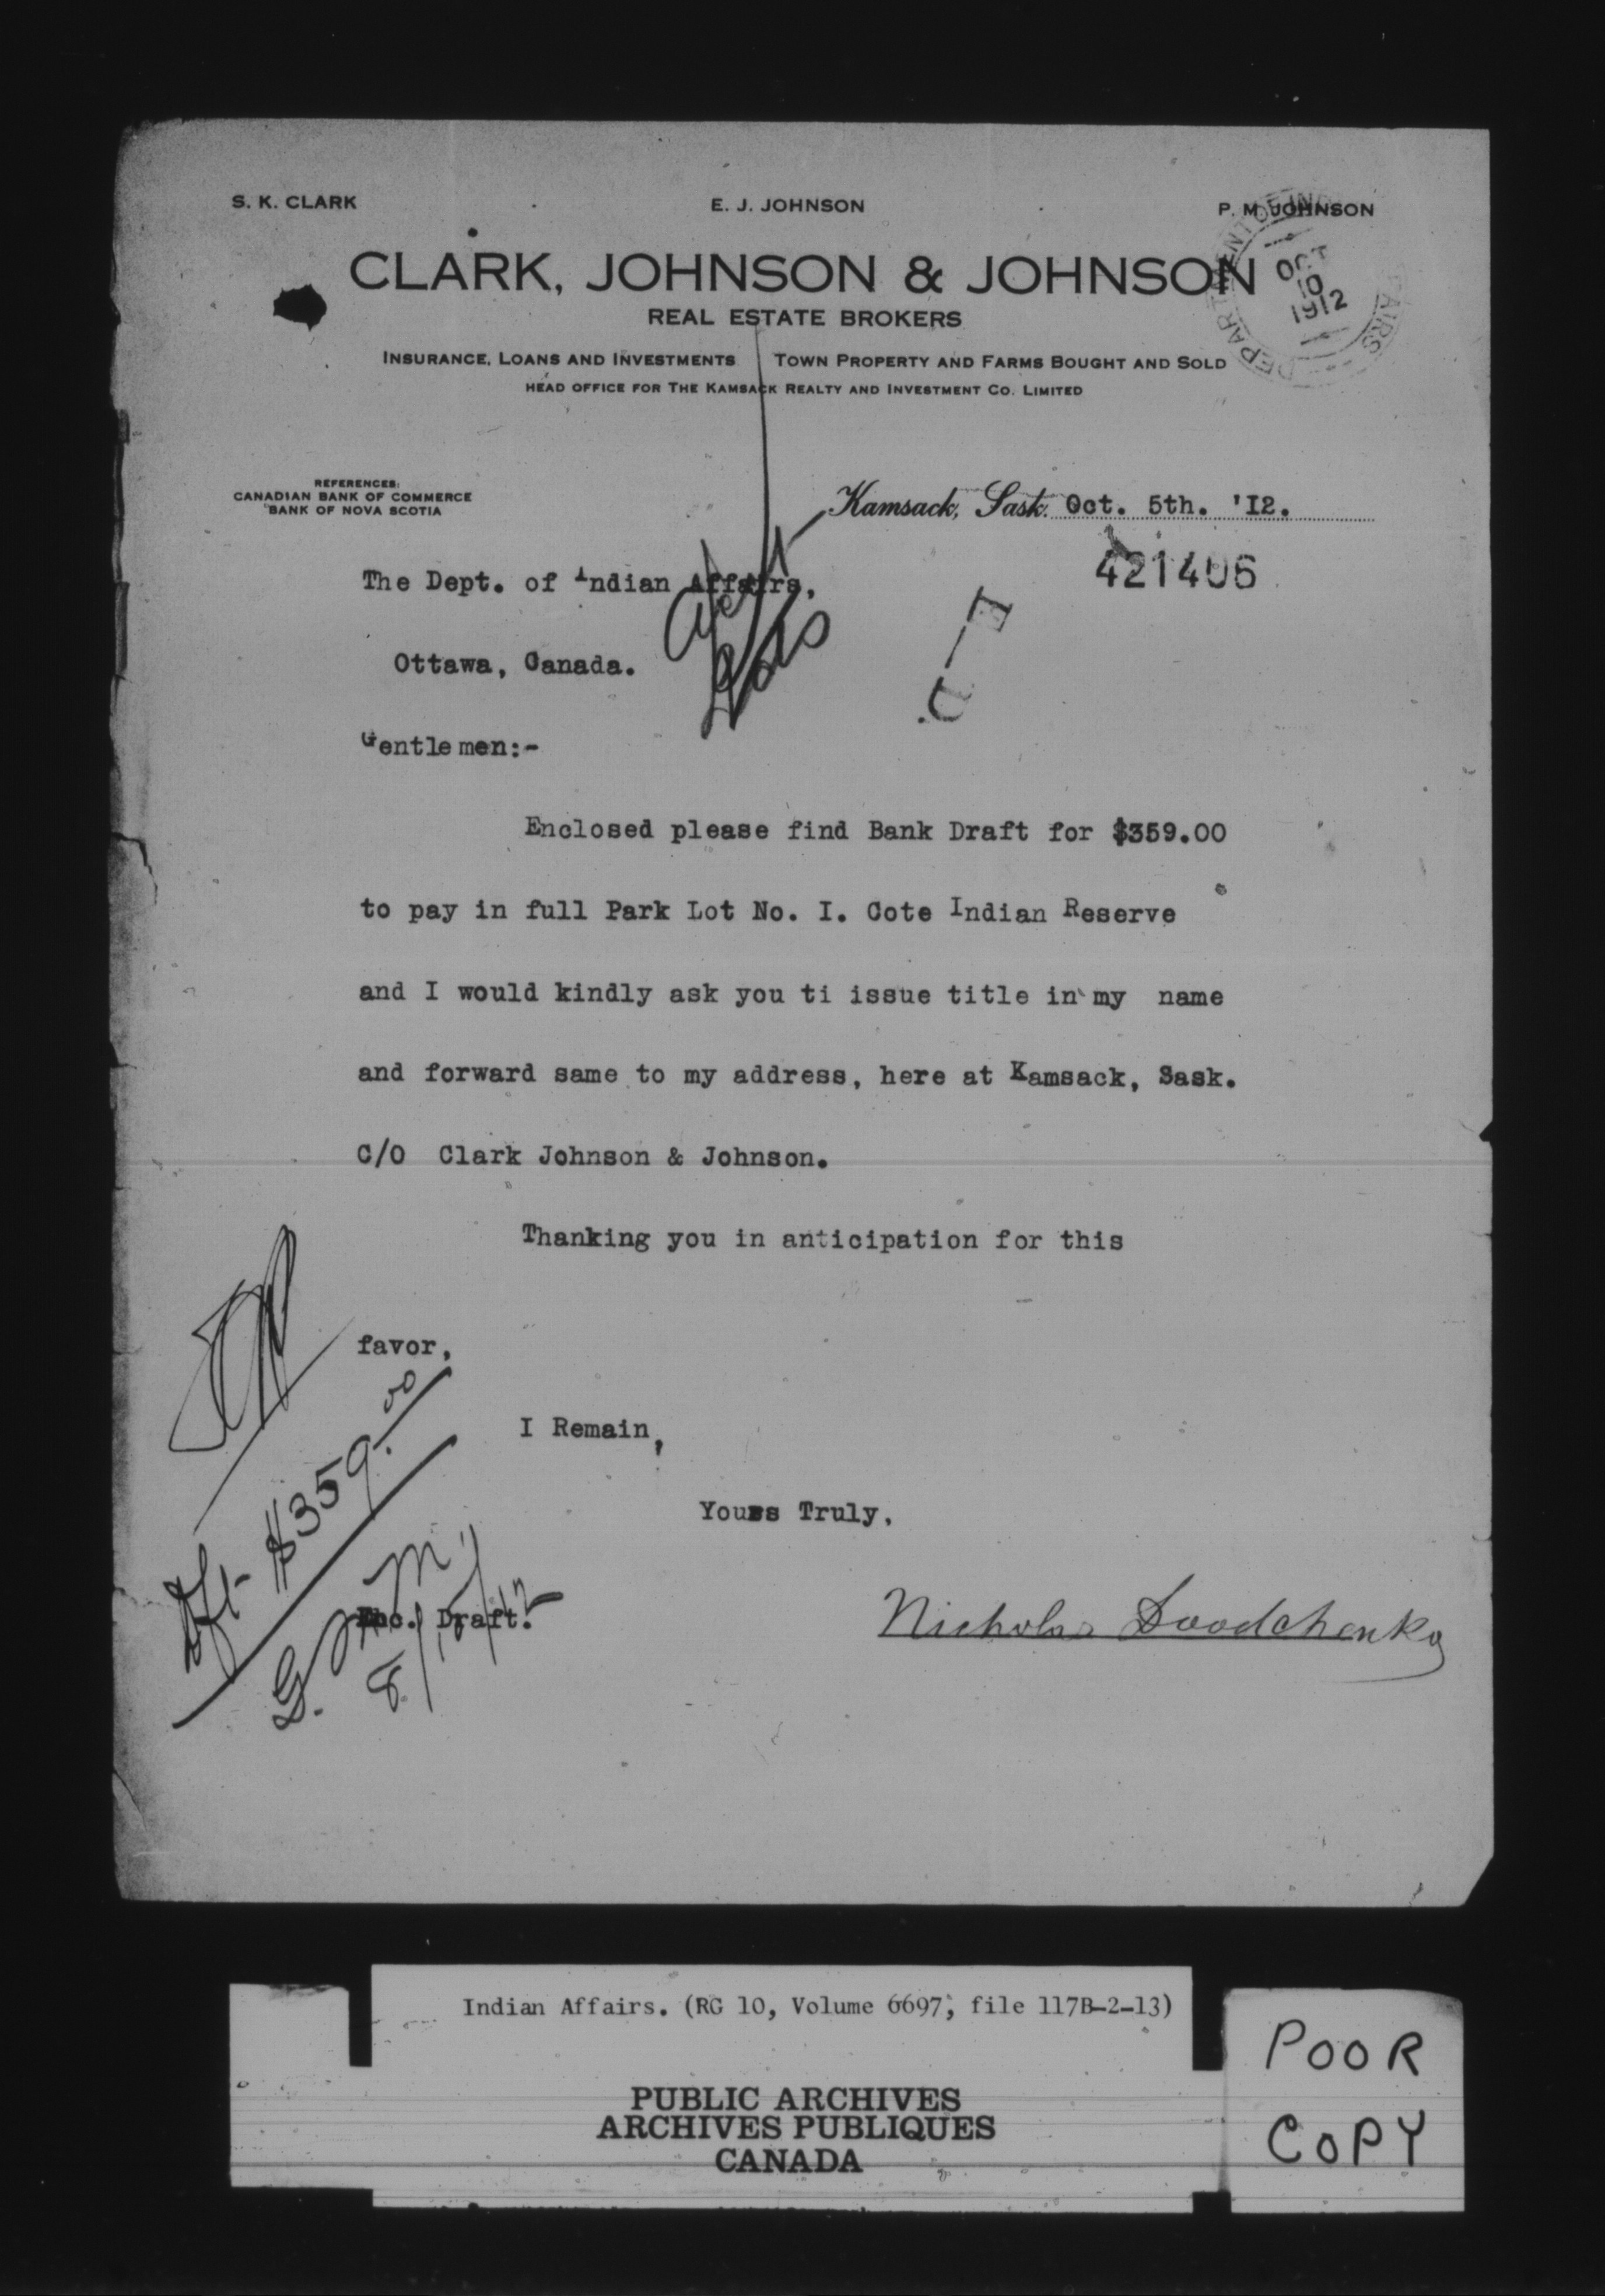 S. K. CLARK E. J. JOHNSON P. M. JOHNSON
CLARK, JOHNSON & JOHNSON
REAL ESTATE BROKERS
INSURANCE, LOANS AND INVESTMENTS TOWN PROPERTY AND FARMS BOUGHT AND SOLD
HEAD OFFICE FOR THE KAMSACK REALTY AND INVESTMENT CO. LIMITED
OCT
10
1912
REFERENCES:
CANADIAN BANK OF COMMERCE
BANK OF NOVA SCOTIA
Kamsack, Sask. Oct. 5th. 'I2.
421406
The Dept. of Indian Affairs,
Ottawa, Canada.
Gentlemen:-
Enclosed please find Bank Draft for $359.00
to pay in full Park Lot No. I. Cote Indian Reserve
and I would kindly ask you ti issue title in my name
and forward same to my address, here at Kamsack, Sask.
C/O Clark Johnson & Johnson.
Thanking you in anticipation for this
favor,
I Remain,
Yours Truly,
Dft $359.00
Enc. Draft.
Nicholas
Indian Affairs. (RG 10, Volume 6697, file 117B-2-13)
PUBLIC ARCHIVES
ARCHIVES PUBLIQUES
CANADA
POOR
COPY